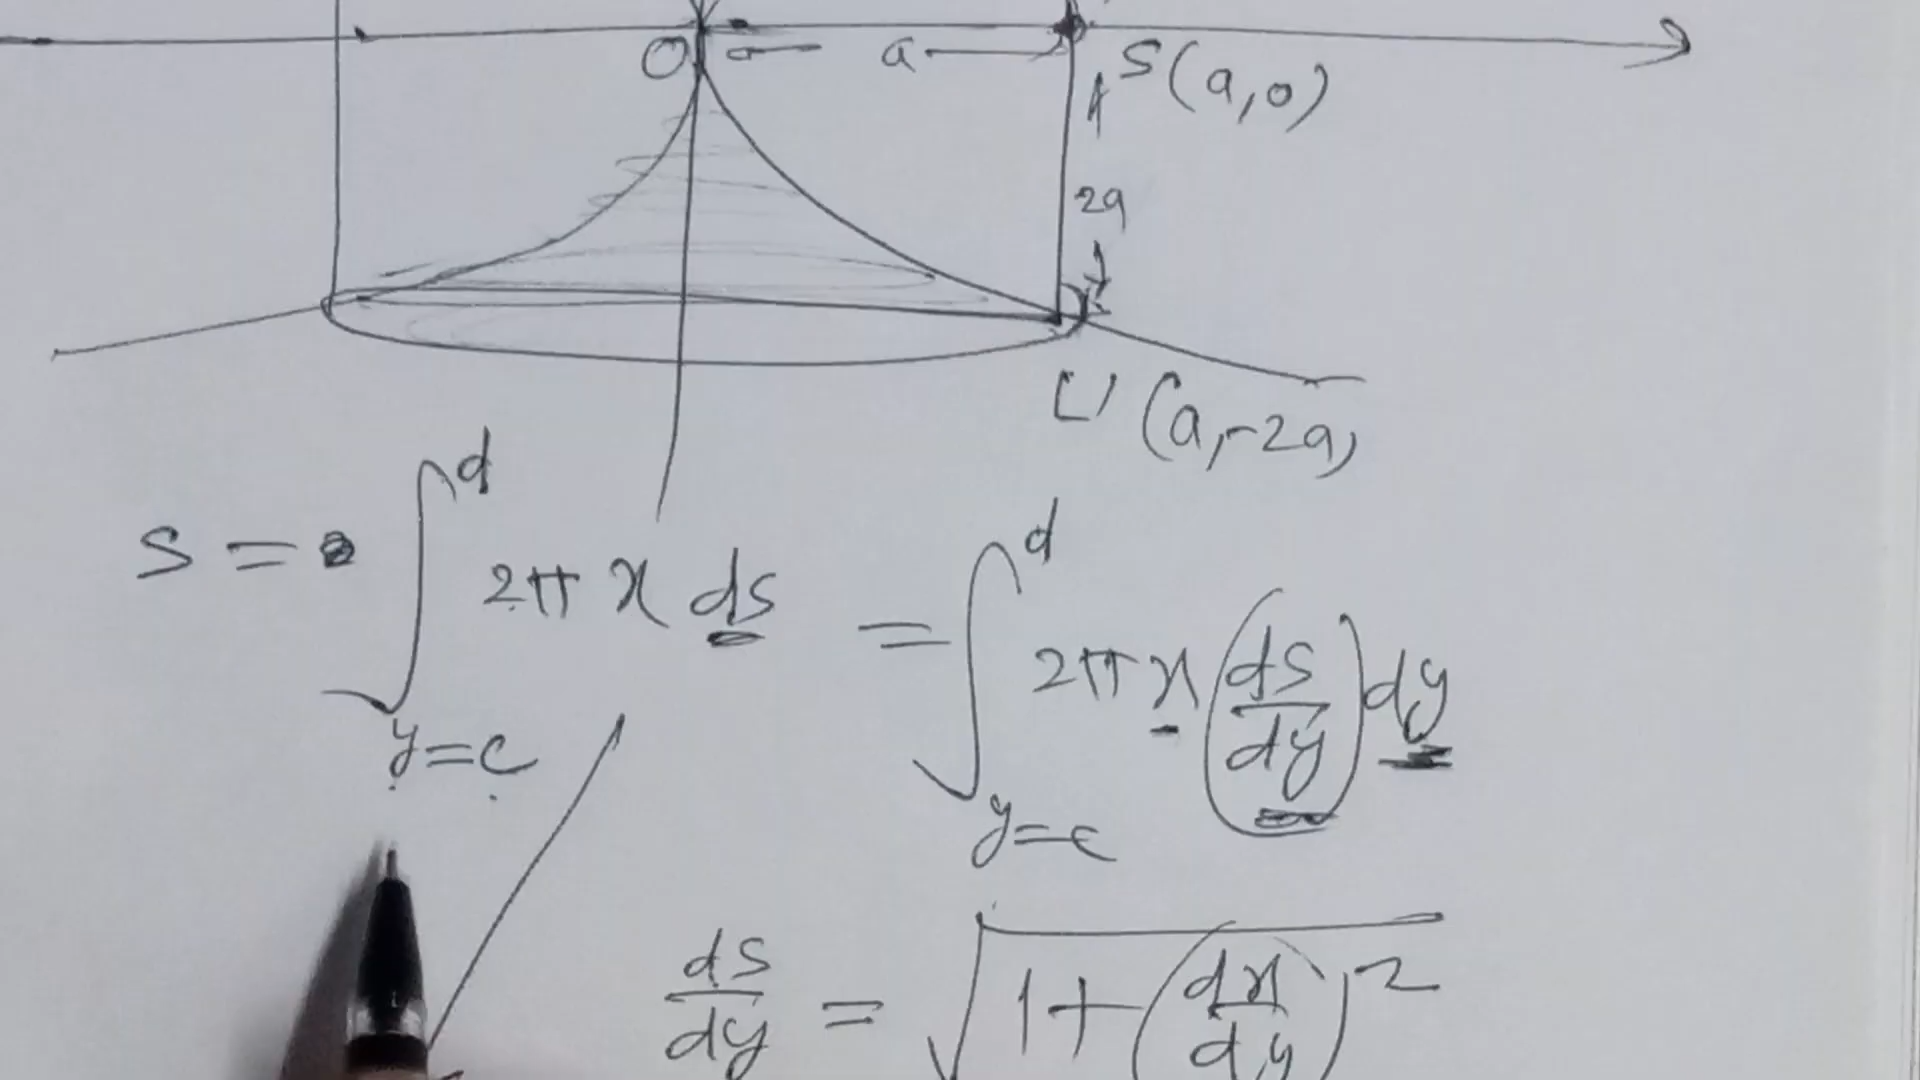 O a S(a,0)
2a
L' (a,-2a)
S = ∫_{y=c}^{d} 2π x ds = ∫_{y=c}^{d} 2π x (ds/dy) dy
ds/dy = √(1+(dx/dy)^2)